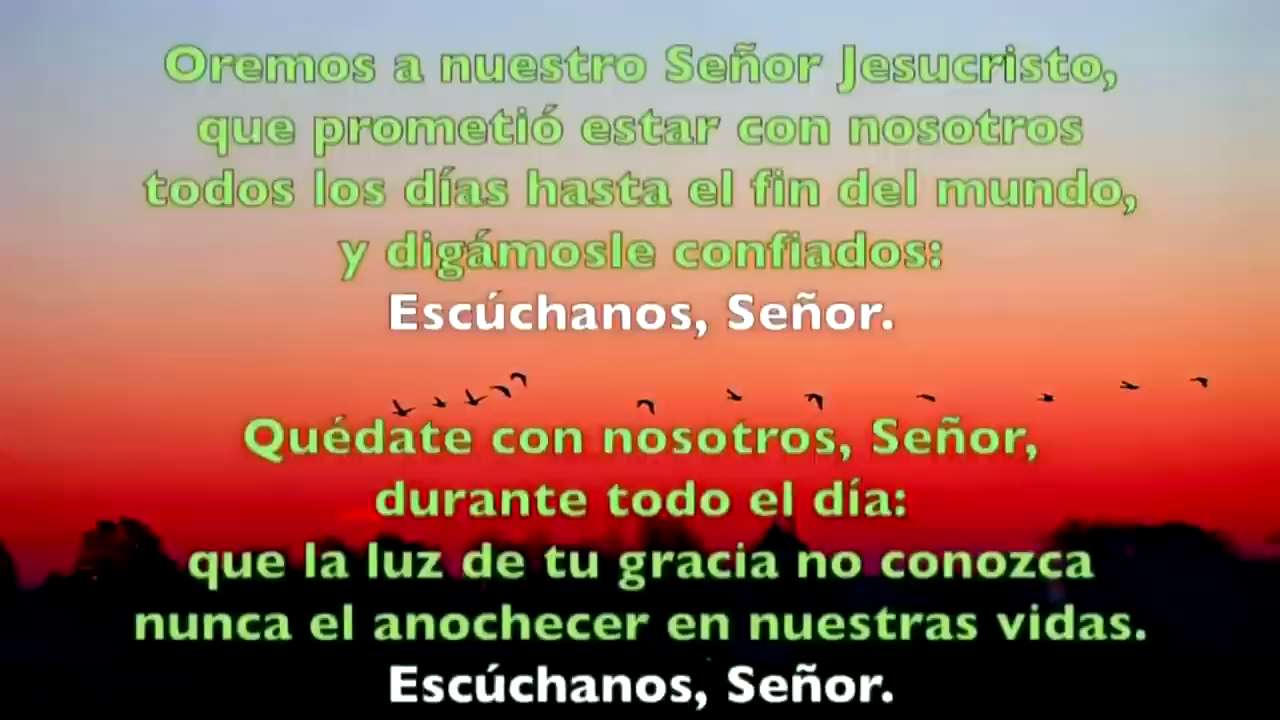 Oremos a nuestro Señor Jesucristo,
que prometió estar con nosotros
todos los días hasta el fin del mundo,
y digámosle confiados:
Escúchanos, Señor.
Quédate con nosotros, Señor,
durante todo el día:
que la luz de tu gracia no conozca
nunca el anochecer en nuestras vidas.
Escúchanos, Señor.